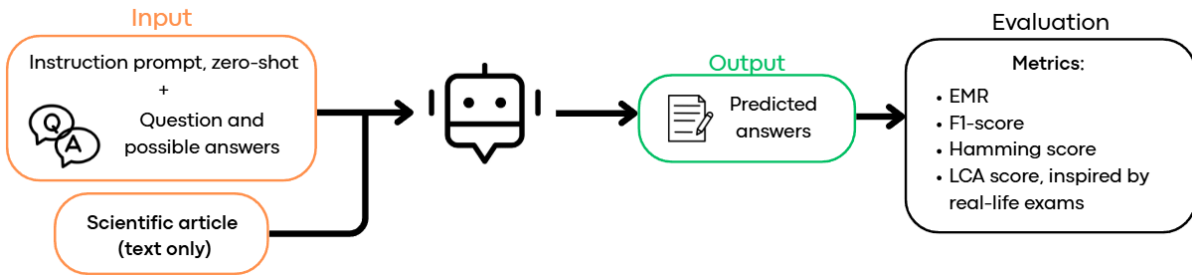 Input
Instruction prompt, zero-shot
+
Q
A
Question and
possible answers
Scientific article
(text only)
Output
Predicted
answers
Evaluation
Metrics:
• EMR
• F1-score
• Hamming score
• LCA score, inspired by
real-life exams